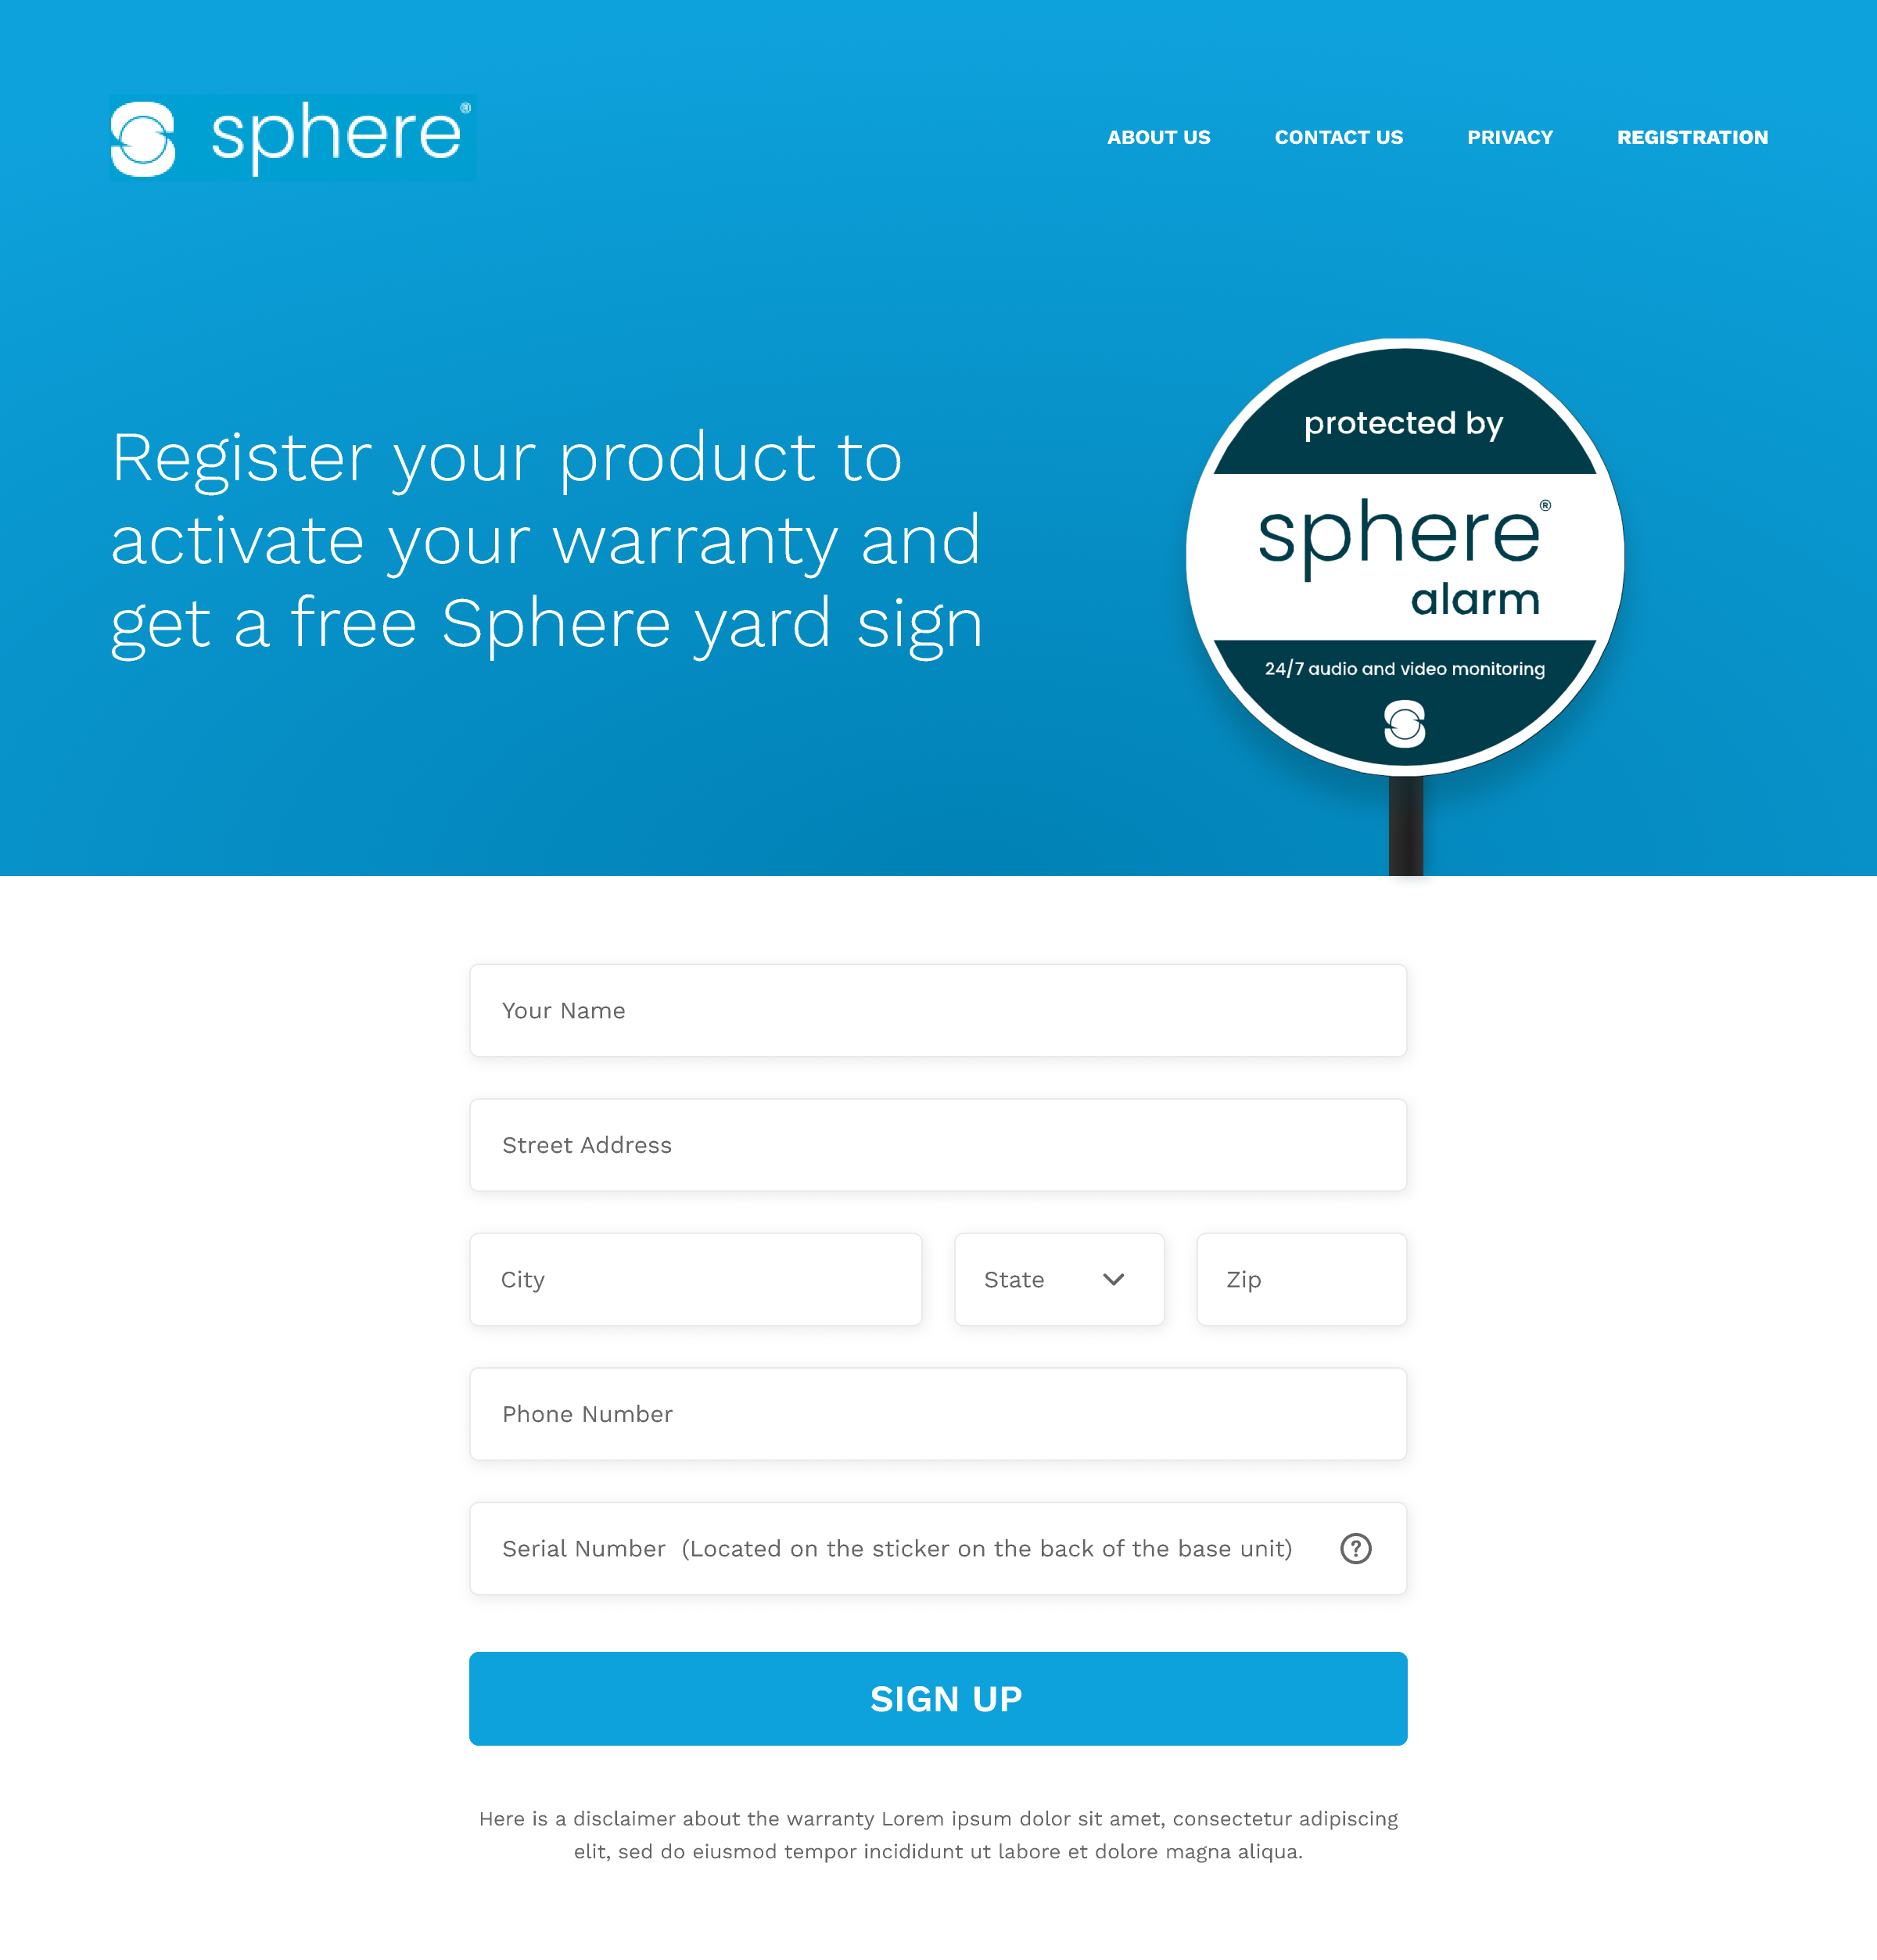 sphere®
ABOUT US
CONTACT US
PRIVACY
REGISTRATION
Register your product to
activate your warranty and
get a free Sphere yard sign
protected by
sphere®
alarm
24/7 audio and video monitoring
Your Name
Street Address
City
State
Zip
Phone Number
Serial Number (Located on the sticker on the back of the base unit)
?
SIGN UP
Here is a disclaimer about the warranty Lorem ipsum dolor sit amet, consectetur adipiscing
elit, sed do eiusmod tempor incididunt ut labore et dolore magna aliqua.